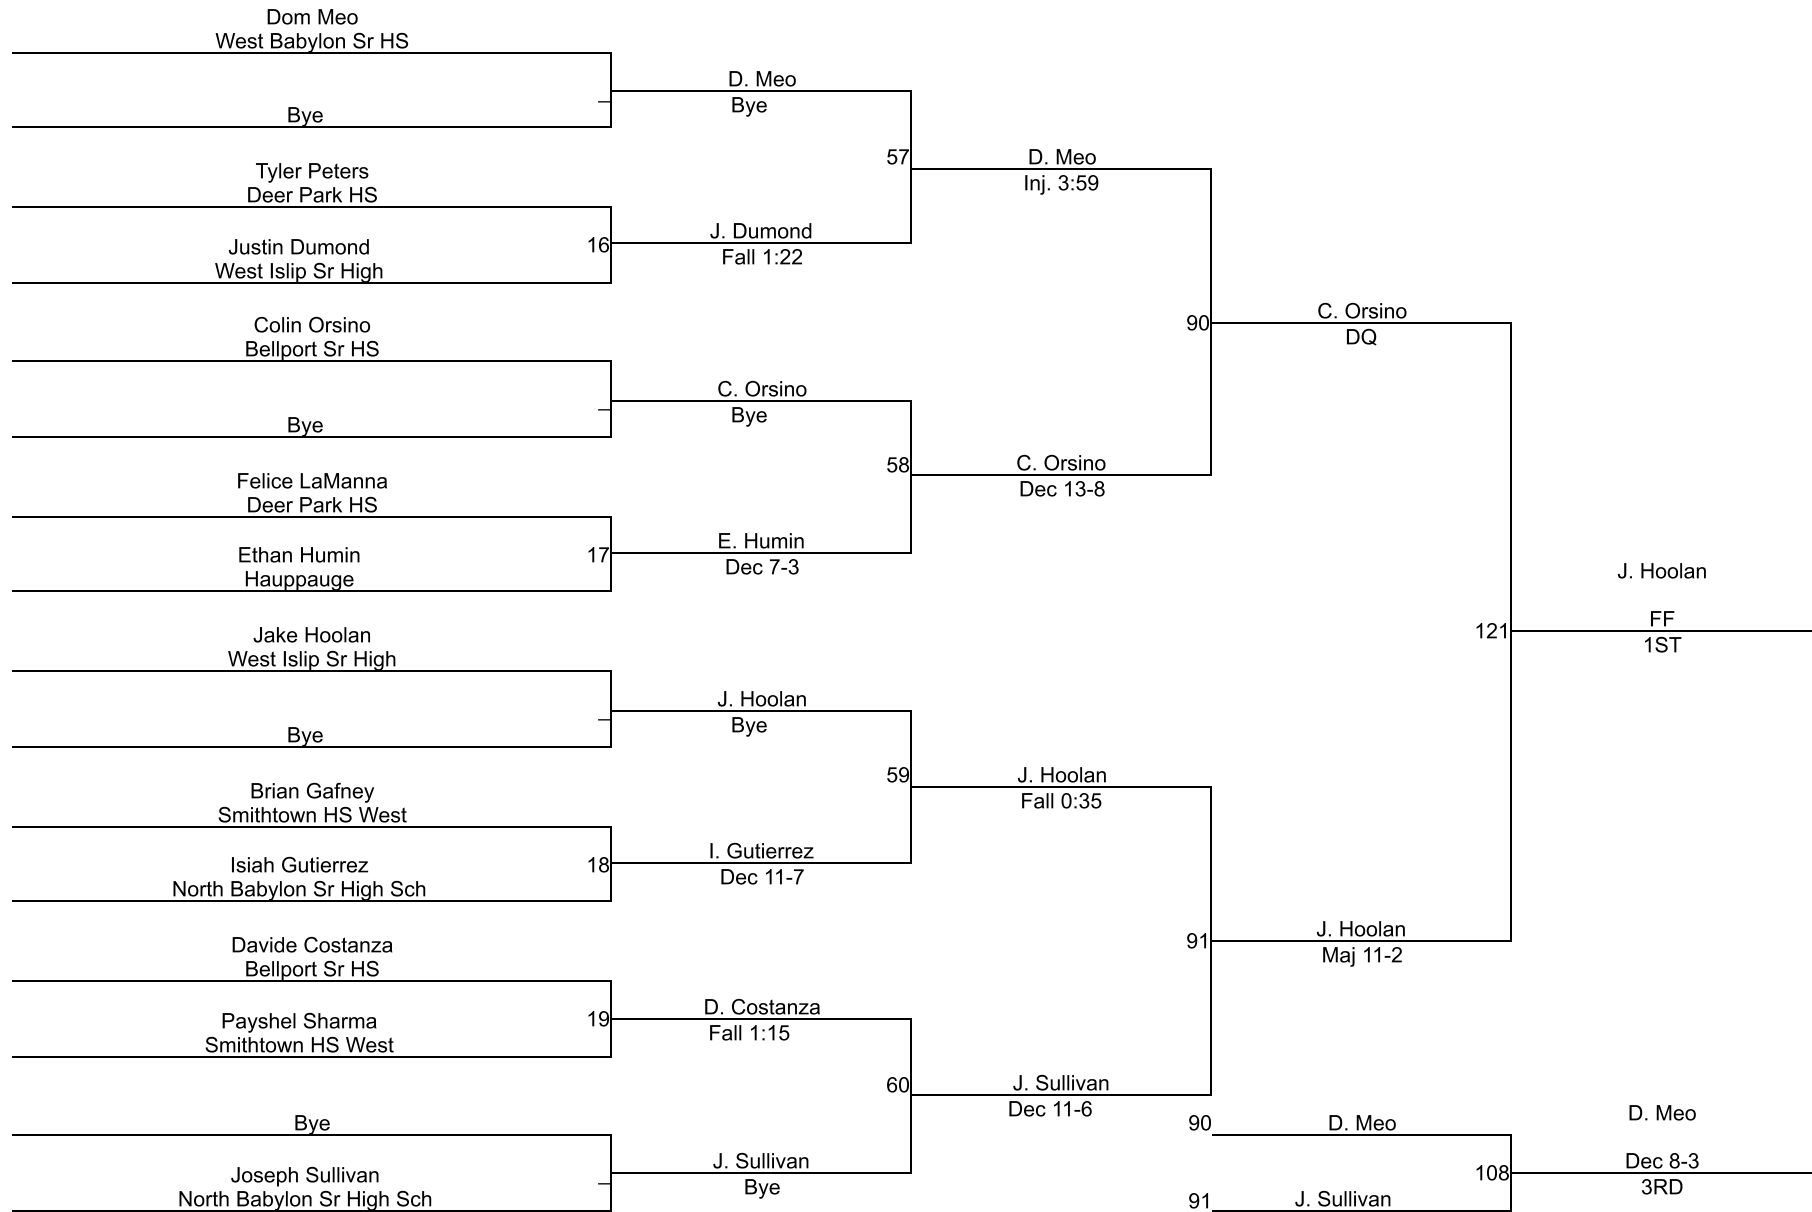 Dom Meo
West Babylon Sr HS
Bye
Tyler Peters
Deer Park HS
Justin Dumond
West Islip Sr High
Colin Orsino
Bellport Sr HS
Bye
Felice LaManna
Deer Park HS
Ethan Humin
Hauppauge
Jake Hoolan
West Islip Sr High
Bye
Brian Gafney
Smithtown HS West
Isiah Gutierrez
North Babylon Sr High Sch
Davide Costanza
Bellport Sr HS
Payshel Sharma
Smithtown HS West
Bye
Joseph Sullivan
North Babylon Sr High Sch
16
17
18
19
D. Meo
Bye
J. Dumond
Fall 1:22
C. Orsino
Bye
E. Humin
Dec 7-3
J. Hoolan
Bye
I. Gutierrez
Dec 11-7
D. Costanza
Fall 1:15
J. Sullivan
Bye
57
58
59
60
D. Meo
Inj. 3:59
C. Orsino
Dec 13-8
J. Hoolan
Fall 0:35
J. Sullivan
Dec 11-6
90
91
C. Orsino
DQ
J. Hoolan
Maj 11-2
121
J. Hoolan
FF
1ST
90
D. Meo
91
J. Sullivan
108
D. Meo
Dec 8-3
3RD